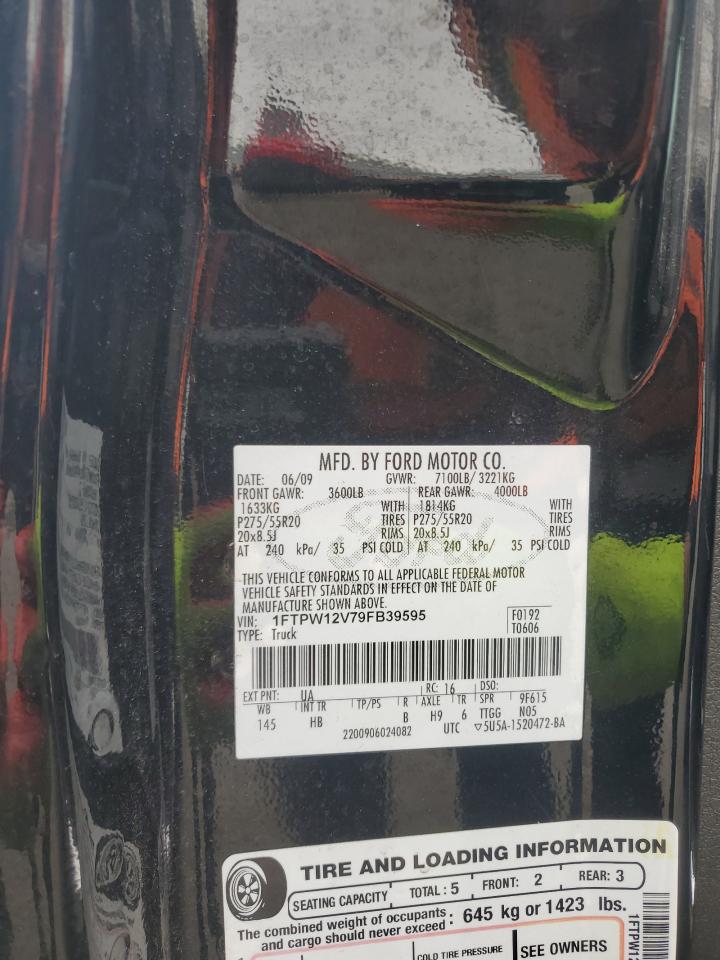 MFD. BY FORD MOTOR CO.
DATE: 06/09 GVWR: 7100LB/ 3221KG
FRONT GAWR: 3600LB REAR GAWR: 4000LB
1633KG WITH 1814KG WITH
P275/55R20 TIRES P275/55R20 TIRES
20x8.5J RIMS 20x8.5J RIMS
AT 240 kPa/ 35 PSI COLD AT 240 kPa/ 35 PSI COLD
THIS VEHICLE CONFORMS TO ALL APPLICABLE FEDERAL MOTOR
VEHICLE SAFETY STANDARDS IN EFFECT ON THE DATE OF
MANUFACTURE SHOWN ABOVE.
VIN: 1FTPW12V79FB39595 F0192
TYPE: Truck T0606
EXT PNT: UA RC: 16 DSO:
WB INT TR TP/PS R AXLE TR SPR 9F615
145 HB B H9 6 TTGG N05
2200906024082 UTC ▽5U5A-1520472-BA
TIRE AND LOADING INFORMATION
SEATING CAPACITY TOTAL: 5 FRONT: 2 REAR: 3
The combined weight of occupants : 645 kg or 1423 lbs.
and cargo should never exceed
COLD TIRE PRESSURE SEE OWNERS
1FTPW12